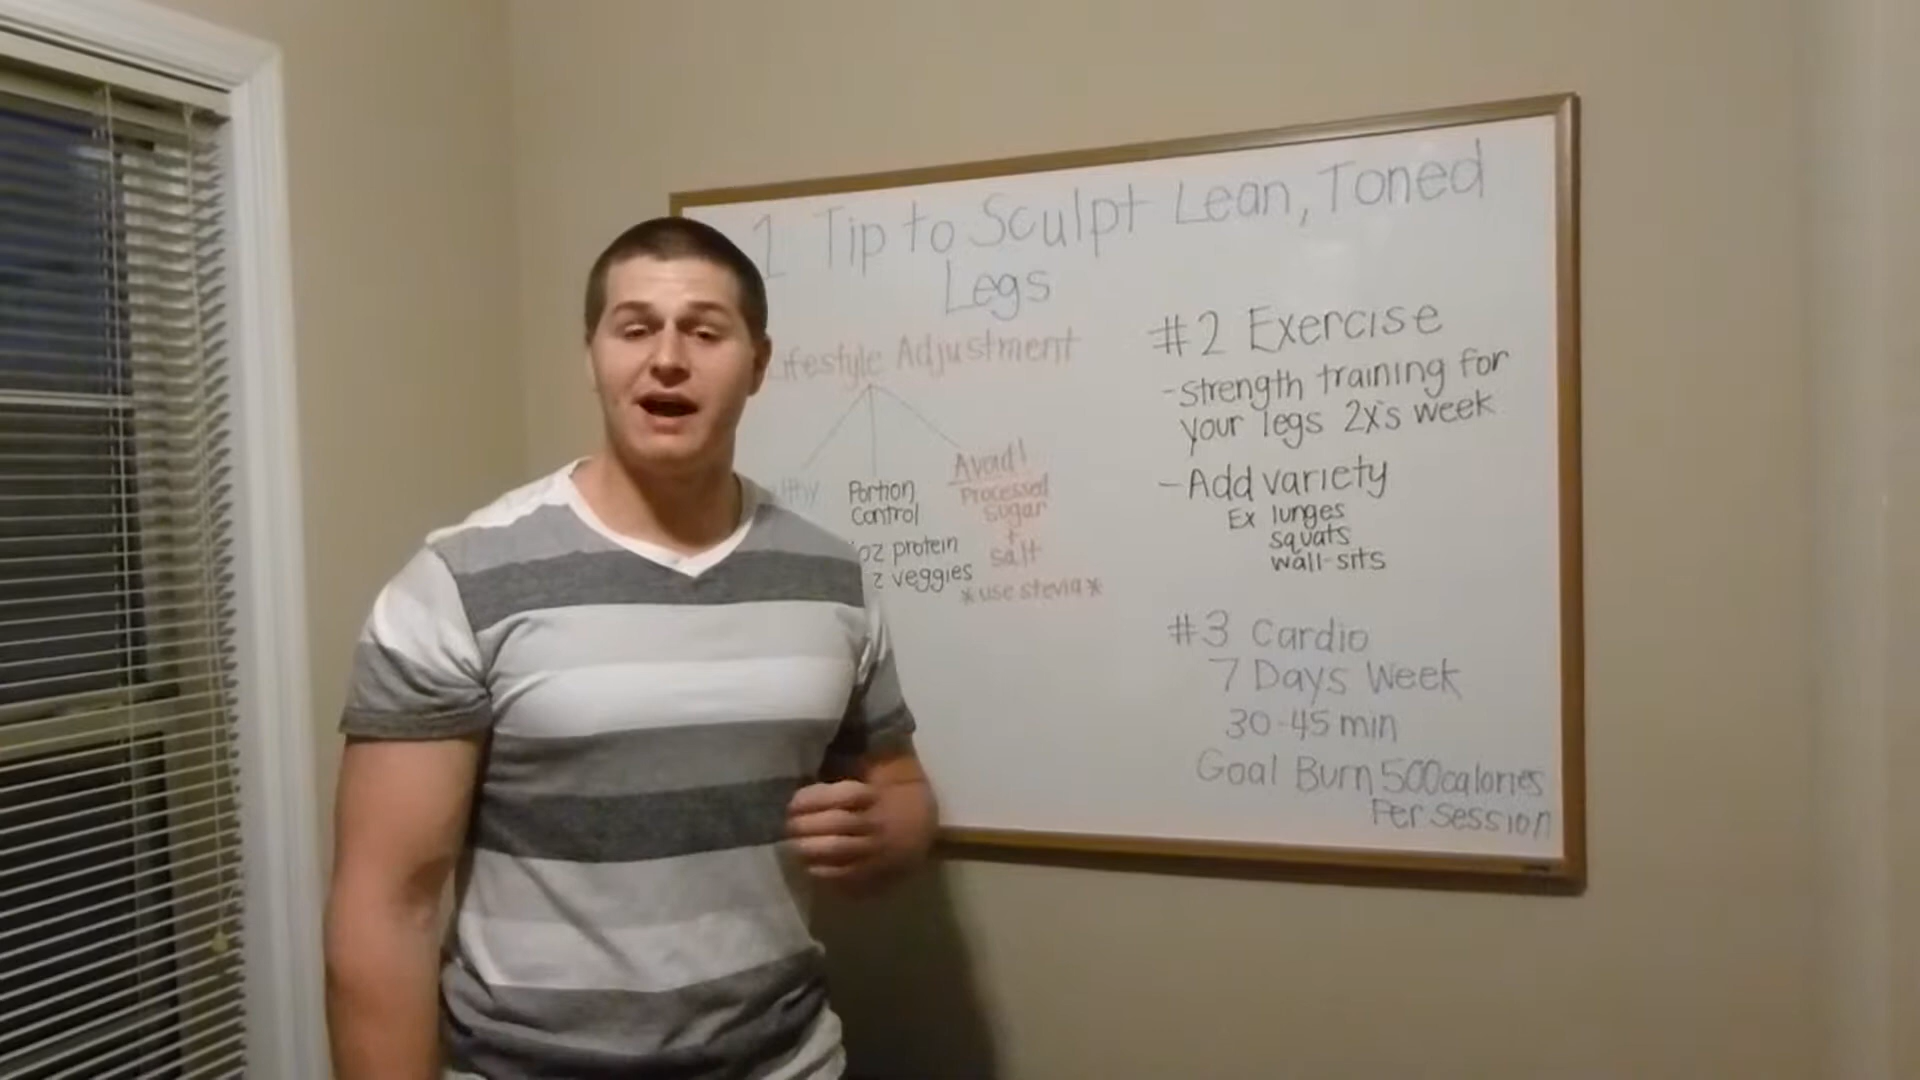 1 Tip to Sculpt Lean, Toned
Legs
Lifestyle Adjustment
Portion
Control
oz protein
z veggies
Avoid!
Processed
Sugar
+
salt
*use stevia*
#2 Exercise
-Strength training for
your legs 2x's week
-Add variety
Ex lunges
squats
wall-sits
#3 Cardio
7 Days Week
30-45 min
Goal Burn 500calories
Per session